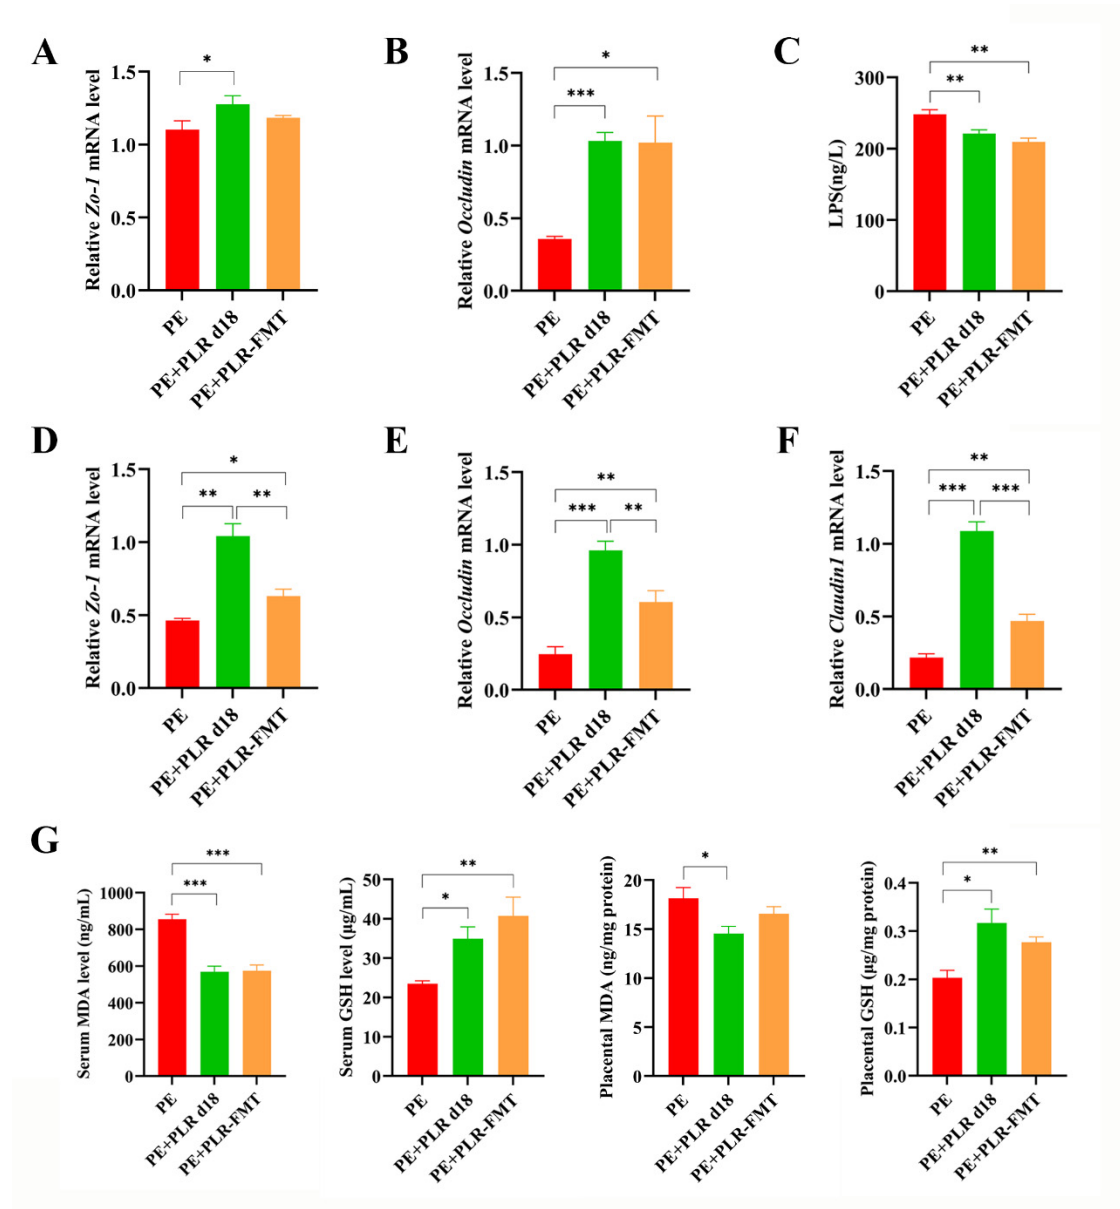 A
Relative Zo-1 mRNA level
1.5
1.0
0.5
0.0
*
PE
PE+PLR d18
PE+PLR-FMT
B
Relative Occludin mRNA level
1.5
1.0
0.5
0.0
*
***
PE
PE+PLR d18
PE+PLR-FMT
C
LPS(ng/L)
300
200
100
0
**
**
PE
PE+PLR d18
PE+PLR-FMT
D
Relative Zo-1 mRNA level
1.5
1.0
0.5
0.0
*
** **
PE
PE+PLR d18
PE+PLR-FMT
E
Relative Occludin mRNA level
1.5
1.0
0.5
0.0
**
*** **
PE
PE+PLR d18
PE+PLR-FMT
F
Relative Claudin1 mRNA level
1.5
1.0
0.5
0.0
**
*** ***
PE
PE+PLR d18
PE+PLR-FMT
G
Serum MDA level (ng/mL)
1000
800
600
400
200
0
***
***
PE
PE+PLR d18
PE+PLR-FMT
Serum GSH level (μg/mL)
50
40
30
20
10
0
**
*
PE
PE+PLR d18
PE+PLR-FMT
Placental MDA (ng/mg protein)
20
15
10
5
0
*
PE
PE+PLR d18
PE+PLR-FMT
Placental GSH (μg/mg protein)
0.4
0.3
0.2
0.1
0.0
**
*
PE
PE+PLR d18
PE+PLR-FMT